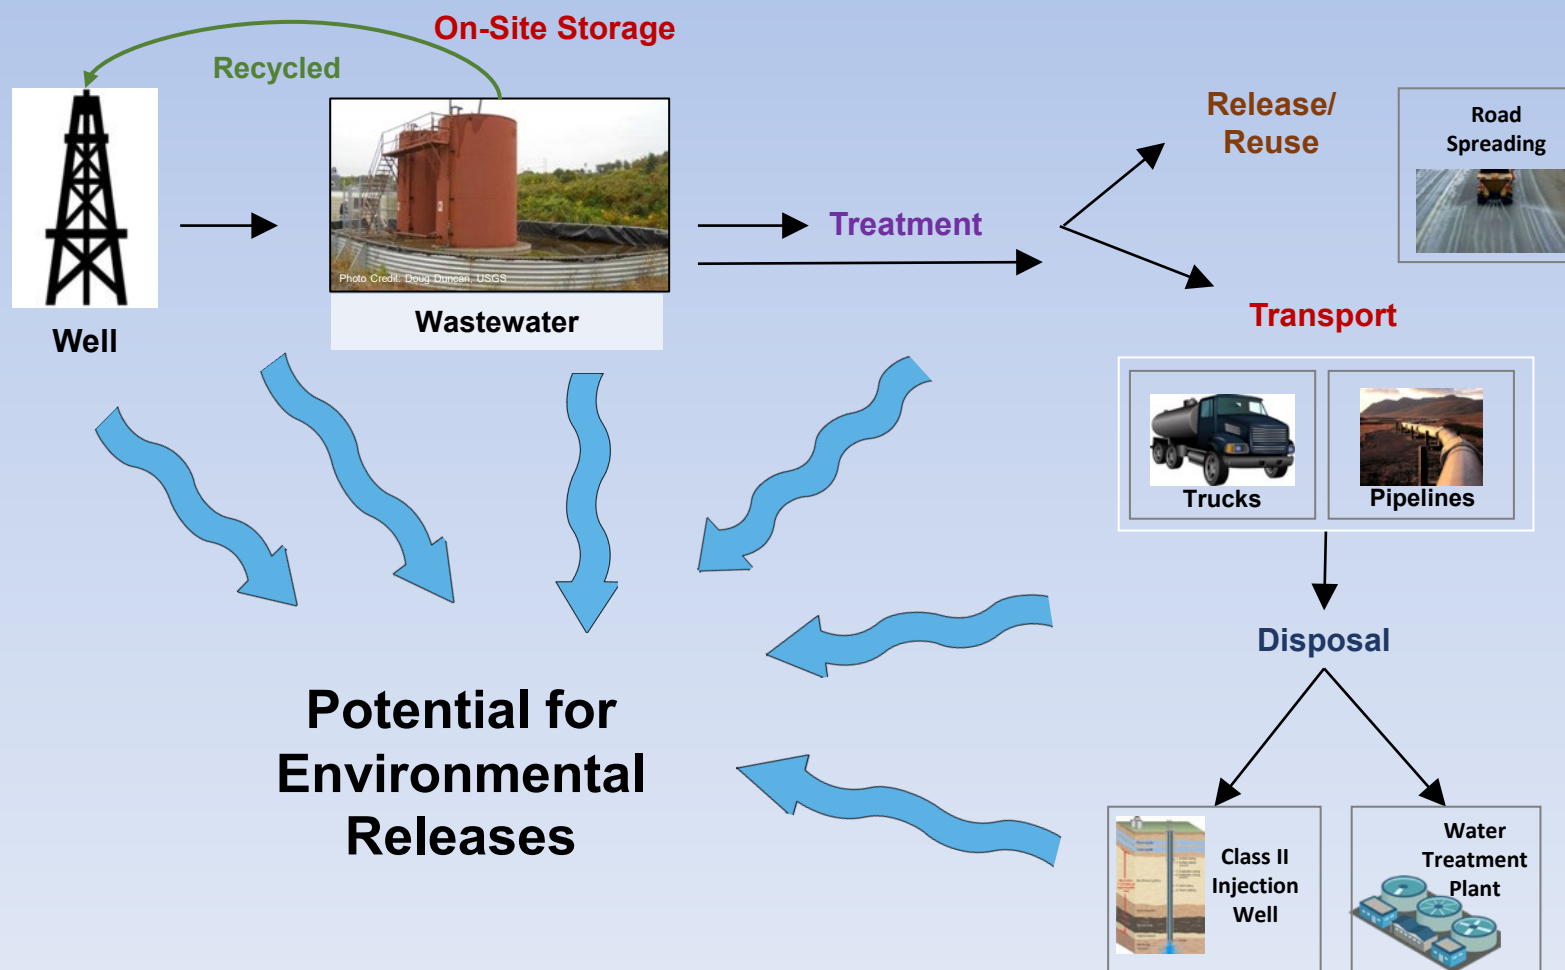 On-Site Storage
Recycled
Well
Photo Credit: Doug Duncan, USGS
Wastewater
Treatment
Release/
Reuse
Road
Spreading
Transport
Trucks
Pipelines
Disposal
Class II
Injection
Well
Water
Treatment
Plant
Potential for
Environmental
Releases